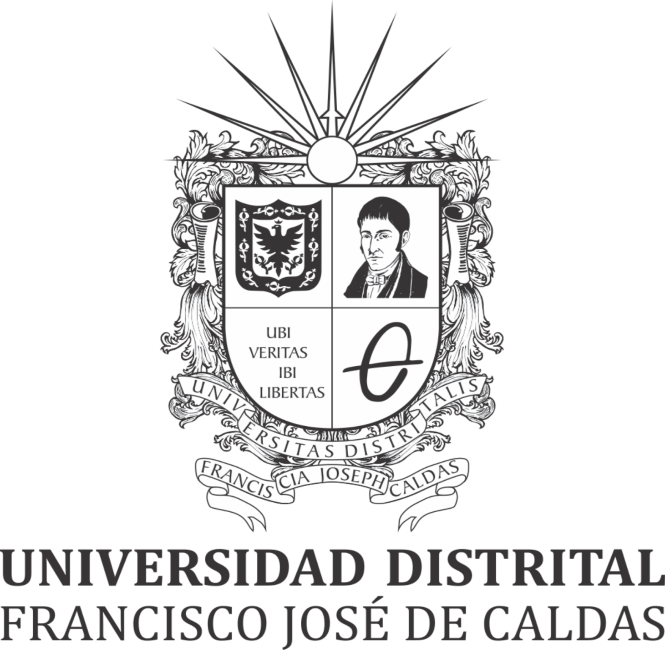 UBI
VERITAS
IBI
LIBERTAS
UNIVERSITAS DISTRITALIS
FRANCISCIA JOSEPH CALDAS
UNIVERSIDAD DISTRITAL
FRANCISCO JOSÉ DE CALDAS